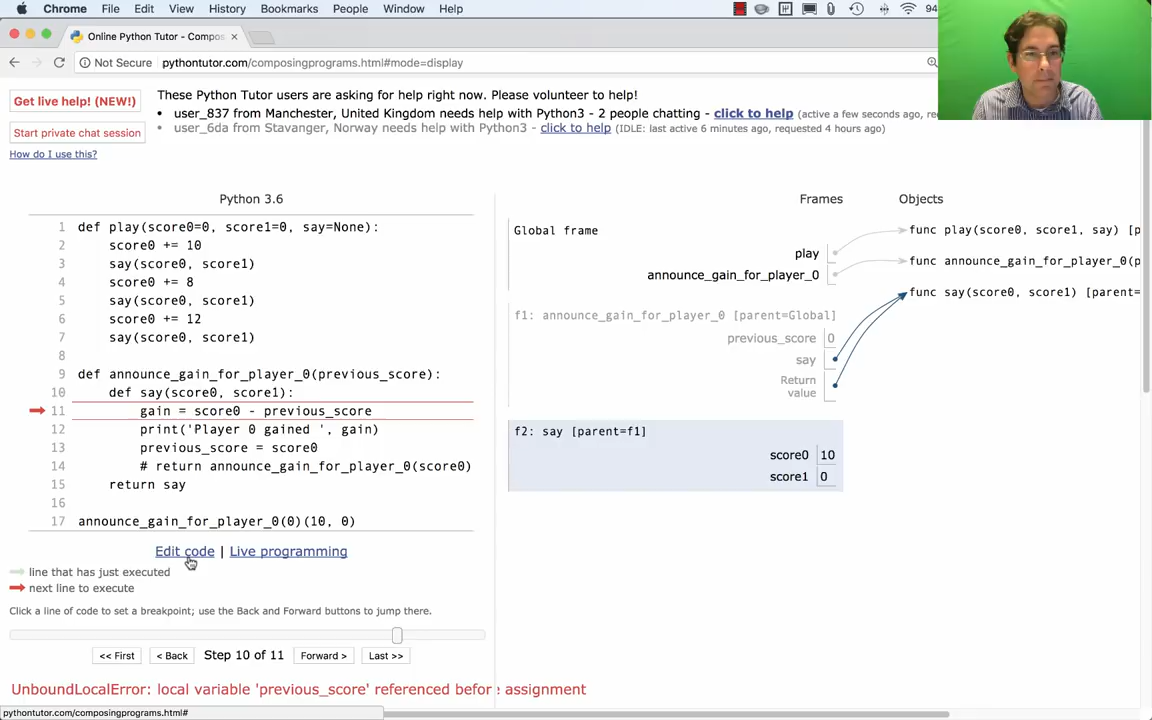 Chrome File Edit View History Bookmarks People Window Help 94
Online Python Tutor - Compos
Not Secure pythontutor.com/composingprograms.html#mode=display
Get live help! (NEW!)
Start private chat session
How do I use this?
These Python Tutor users are asking for help right now. Please volunteer to help!
• user_837 from Manchester, United Kingdom needs help with Python3 - 2 people chatting - click to help (active a few seconds ago, re
• user_6da from Stavanger, Norway needs help with Python3 - click to help (IDLE: last active 6 minutes ago, requested 4 hours ago)
Python 3.6
1 def play(score0=0, score1=0, say=None):
2 score0 += 10
3 say(score0, score1)
4 score0 += 8
5 say(score0, score1)
6 score0 += 12
7 say(score0, score1)
8
9 def announce_gain_for_player_0(previous_score):
10 def say(score0, score1):
11 gain = score0 - previous_score
12 print('Player 0 gained ', gain)
13 previous_score = score0
14 # return announce_gain_for_player_0(score0)
15 return say
16
17 announce_gain_for_player_0(0)(10, 0)
Edit code | Live programming
line that has just executed
next line to execute
Click a line of code to set a breakpoint; use the Back and Forward buttons to jump there.
<< First < Back Step 10 of 11 Forward > Last >>
UnboundLocalError: local variable 'previous_score' referenced before assignment
Frames Objects
Global frame
play
announce_gain_for_player_0
func play(score0, score1, say) [p
func announce_gain_for_player_0(p
func say(score0, score1) [parent=
f1: announce_gain_for_player_0 [parent=Global]
previous_score 0
say
Return
value
f2: say [parent=f1]
score0 10
score1 0
pythontutor.com/composingprograms.html#